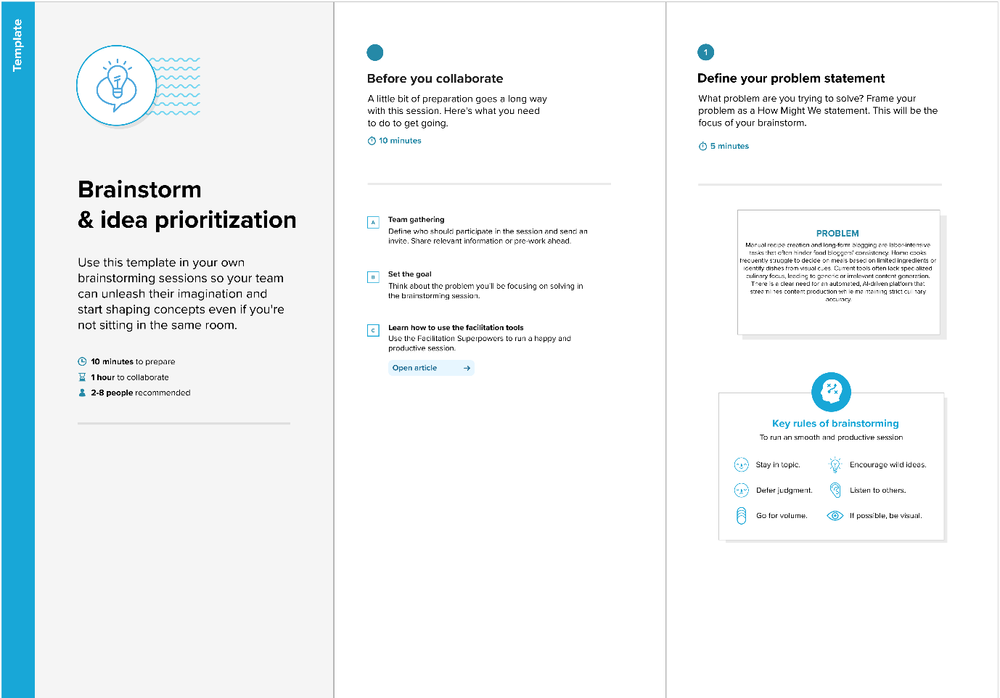 Template
Brainstorm
& idea prioritization
Use this template in your own
brainstorming sessions so your team
can unleash their imagination and
start shaping concepts even if you're
not sitting in the same room.
10 minutes to prepare
1 hour to collaborate
2-8 people recommended
Before you collaborate
A little bit of preparation goes a long way
with this session. Here's what you need
to do to get going.
10 minutes
A
Team gathering
Define who should participate in the session and send an
invite. Share relevant information or pre-work ahead.
B
Set the goal
Think about the problem you'll be focusing on solving in
the brainstorming session.
C
Learn how to use the facilitation tools
Use the Facilitation Superpowers to run a happy and
productive session.
Open article
1
Define your problem statement
What problem are you trying to solve? Frame your
problem as a How Might We statement. This will be the
focus of your brainstorm.
5 minutes
PROBLEM
Manual recipe creation and long-form blogging are labor-intensive
tasks that often hinder food bloggers' consistency. Home cooks
frequently struggle to decide on meals based on limited ingredients or
identify dishes from visual cues. Current tools often lack specialized
culinary focus, leading to generic or irrelevant content generation.
There is a clear need for an automated, AI-driven platform that
streamlines content production while maintaining strict culinary
accuracy.
Key rules of brainstorming
To run an smooth and productive session
Stay in topic.
Encourage wild ideas.
Defer judgment.
Listen to others.
Go for volume.
If possible, be visual.